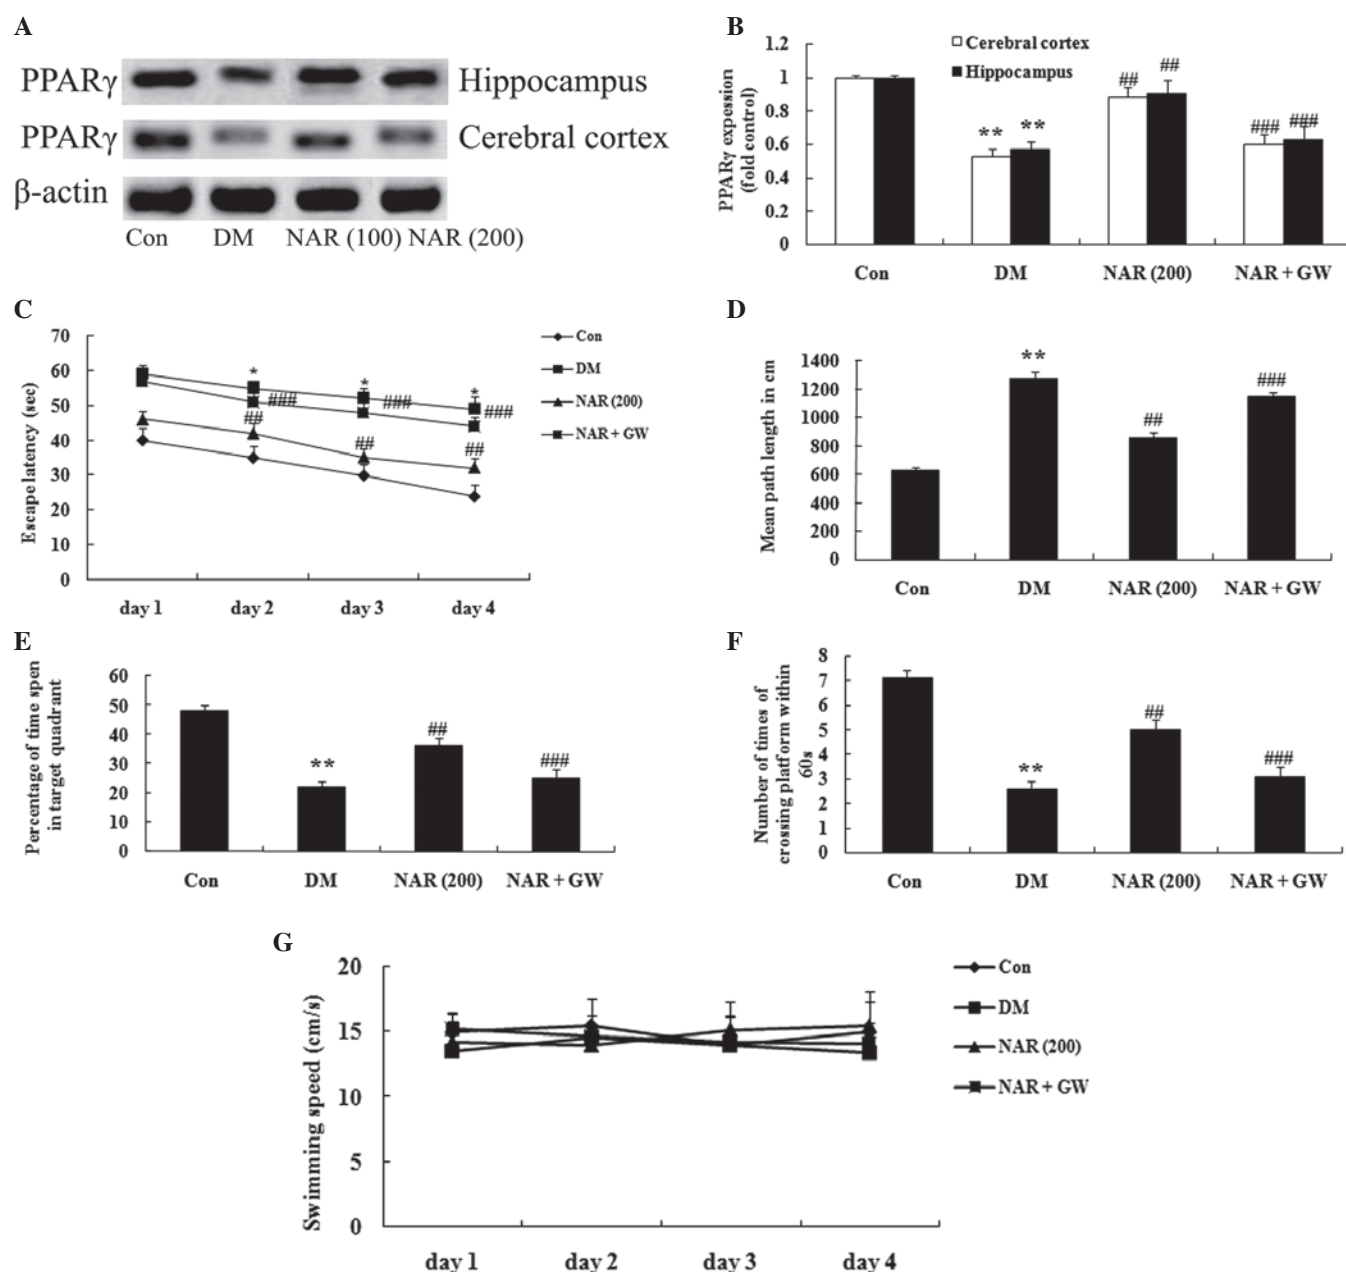 A
PPARγ Hippocampus
PPARγ Cerebral cortex
β-actin
Con DM NAR (100) NAR (200)
B
PPARγ expession
(fold control)
1.2
1
0.8
0.6
0.4
0.2
0
Cerebral cortex
Hippocampus
** **
## ##
### ###
Con DM NAR (200) NAR + GW
C
Escape latency (sec)
70
60
50
40
30
20
10
0
* * *
### ### ###
## ## ##
Con
DM
NAR (200)
NAR + GW
day 1 day 2 day 3 day 4
D
Mean path length in cm
1400
1200
1000
800
600
400
200
0
**
##
###
Con DM NAR (200) NAR + GW
E
Percentage of time spen
in target quadrant
60
50
40
30
20
10
0
**
##
###
Con DM NAR (200) NAR + GW
F
Number of times of
crossing platform within
60s
8
7
6
5
4
3
2
1
0
**
##
###
Con DM NAR (200) NAR + GW
G
Swimming speed (cm/s)
20
15
10
5
0
Con
DM
NAR (200)
NAR + GW
day 1 day 2 day 3 day 4